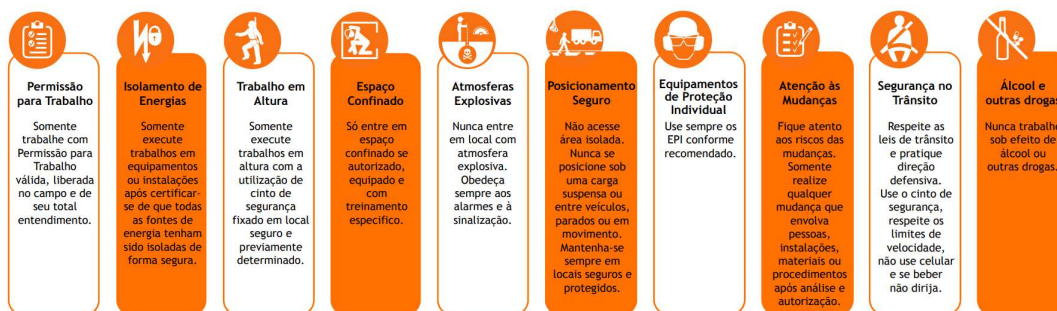 Permissão
para Trabalho
Somente
trabalhe com
Permissão para
Trabalho
válida, liberada
no campo e de
seu total
entendimento.
Isolamento de
Energias
Somente
execute
trabalhos em
equipamentos
ou instalações
após certificar-
se de que todas
as fontes de
energia tenham
sido isoladas de
forma segura.
Trabalho em
Altura
Somente
execute
trabalhos em
altura com a
utilização de
cinto de
segurança
fixado em local
seguro e
previamente
determinado.
Espaço
Confinado
Só entre em
espaço
confinado se
autorizado,
equipado e
com
treinamento
especifico.
Atmosferas
Explosivas
Nunca entre
em local com
atmosfera
explosiva.
Obedeça
sempre aos
alarmes e à
sinalização.
Posicionamento
Seguro
Não acesse
área isolada.
Nunca se
posicione sob
uma carga
suspensa ou
entre veículos,
parados ou em
movimento.
Mantenha-se
sempre em
locais seguros e
protegidos.
Equipamentos
de Proteção
Individual
Use sempre os
EPI conforme
recomendado.
Atenção às
Mudanças
Fique atento
aos riscos das
mudanças.
Somente
realize
qualquer
mudança que
envolva
pessoas,
instalações,
materiais ou
procedimentos
após análise e
autorização.
Segurança no
Trânsito
Respeite as
leis de trânsito
e pratique
direção
defensiva.
Use o cinto de
segurança,
respeite os
limites de
velocidade,
não use celular
e se beber
não dirija.
Álcool e
outras drogas
Nunca trabalhe
sob efeito de
álcool ou
outras drogas.